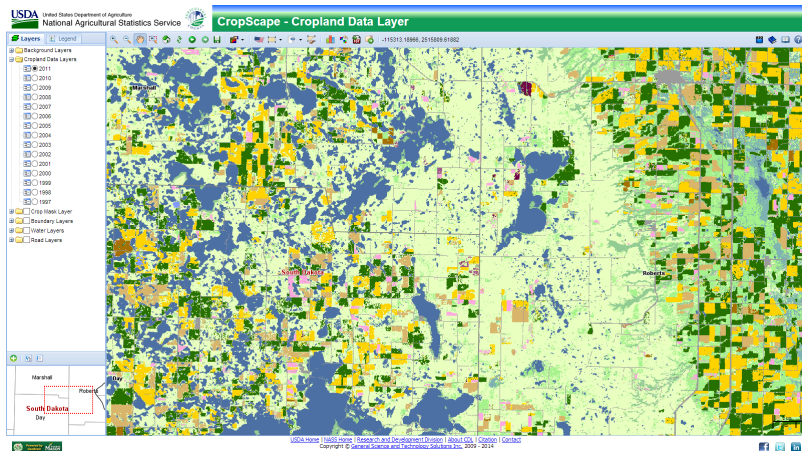 USDA United States Department of Agriculture
National Agricultural Statistics Service
CropScape - Cropland Data Layer
Layers Legend
-115313.18966, 2515809.61882
Background Layers
Cropland Data Layers
2011
2010
2009
2008
2007
2006
2005
2004
2003
2002
2001
2000
1999
1998
1997
Crop Mask Layer
Boundary Layers
Water Layers
Road Layers
Marshall
South Dakota
Roberts
Day
Marshall
Roberts
South Dakota
Day
USDA Home | NASS Home | Research and Development Division | About CDL | Citation | Contact
Copyright © General Science and Technology Solutions Inc. 2009 - 2014